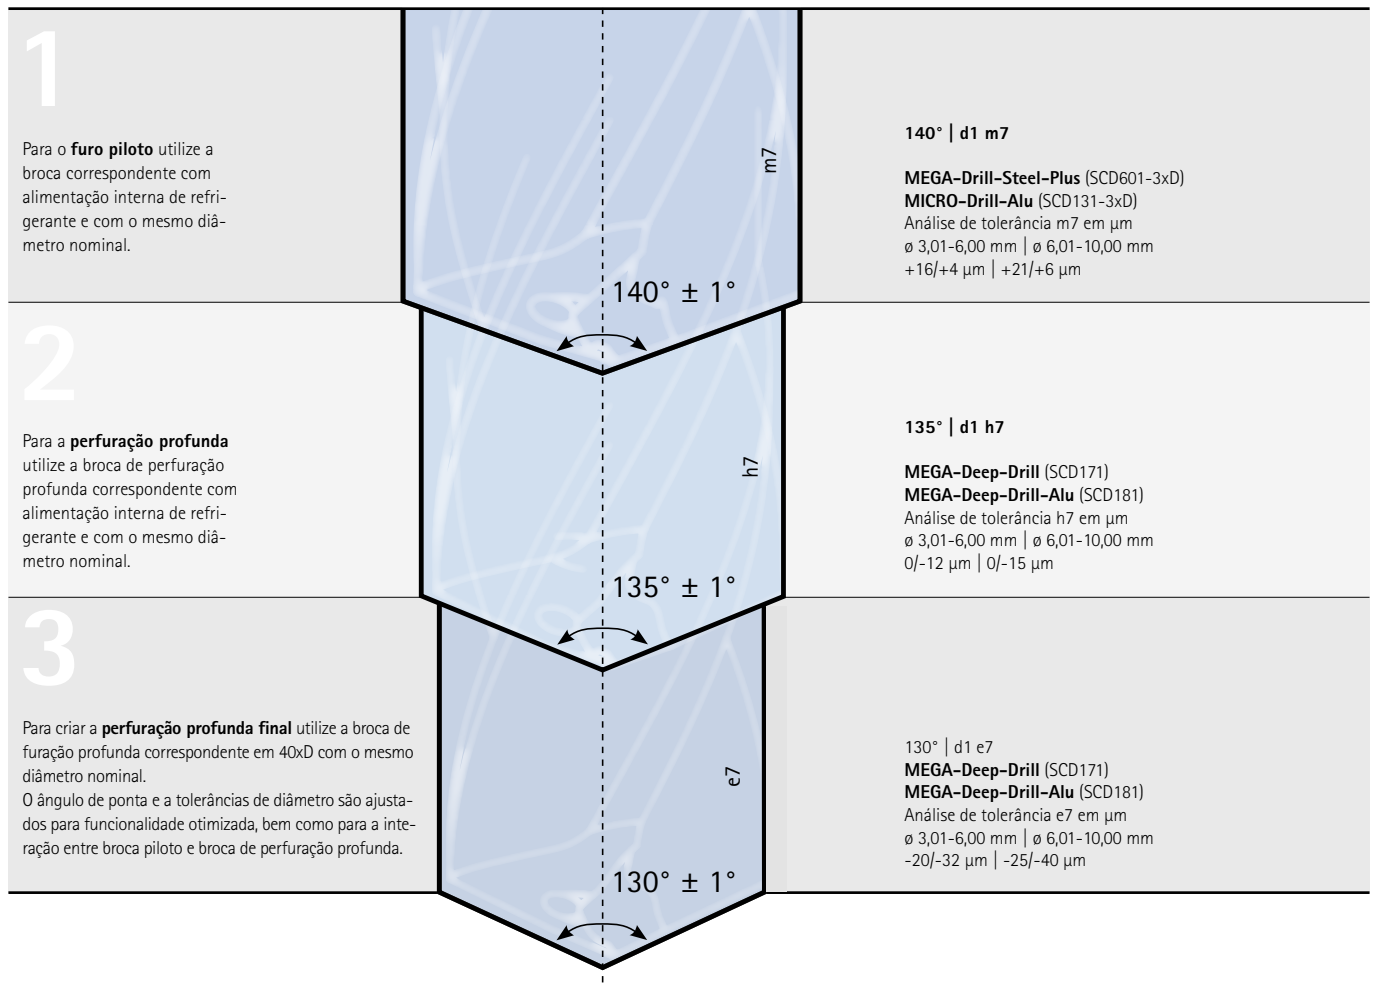 1
Para o furo piloto utilize a
broca correspondente com
alimentação interna de refri-
gerante e com o mesmo diâ-
metro nominal.
m7
140° ± 1°
140° | d1 m7
MEGA-Drill-Steel-Plus (SCD601-3xD)
MICRO-Drill-Alu (SCD131-3xD)
Análise de tolerância m7 em µm
ø 3,01-6,00 mm | ø 6,01-10,00 mm
+16/+4 µm | +21/+6 µm
2
Para a perfuração profunda
utilize a broca de perfuração
profunda correspondente com
alimentação interna de refri-
gerante e com o mesmo diâ-
metro nominal.
h7
135° ± 1°
135° | d1 h7
MEGA-Deep-Drill (SCD171)
MEGA-Deep-Drill-Alu (SCD181)
Análise de tolerância h7 em µm
ø 3,01-6,00 mm | ø 6,01-10,00 mm
0/-12 µm | 0/-15 µm
3
Para criar a perfuração profunda final utilize a broca de
furação profunda correspondente em 40xD com o mesmo
diâmetro nominal.
O ângulo de ponta e a tolerâncias de diâmetro são ajusta-
dos para funcionalidade otimizada, bem como para a inte-
ração entre broca piloto e broca de perfuração profunda.
e7
130° ± 1°
130° | d1 e7
MEGA-Deep-Drill (SCD171)
MEGA-Deep-Drill-Alu (SCD181)
Análise de tolerância e7 em µm
ø 3,01-6,00 mm | ø 6,01-10,00 mm
-20/-32 µm | -25/-40 µm